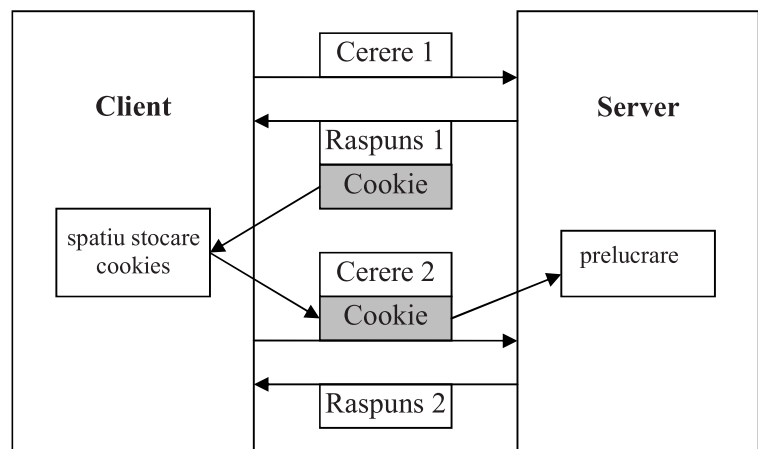 Cerere 1
Client
Server
Raspuns 1
Cookie
spatiu stocare
cookies
Cerere 2
prelucrare
Cookie
Raspuns 2